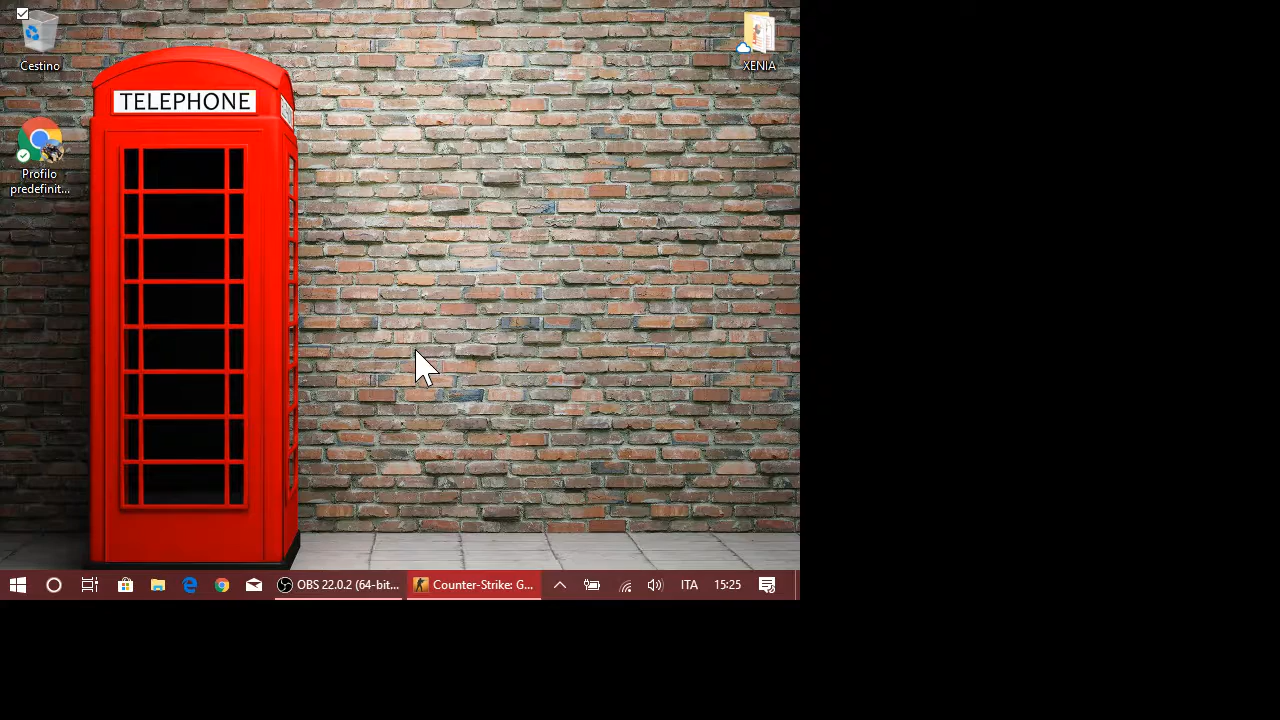 Cestino
XENIA
TELEPHONE
Profilo
predefinit...
OBS 22.0.2 (64-bit...
Counter-Strike: G...
ITA
15:25